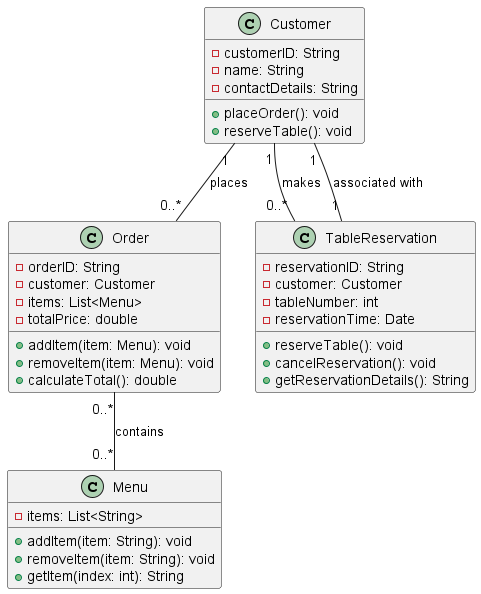 C Customer
customerID: String
name: String
contactDetails: String
placeOrder(): void
reserveTable(): void
1 1 1
places makes associated with
0..* 0..* 1
C Order
orderID: String
customer: Customer
items: List<Menu>
totalPrice: double
addItem(item: Menu): void
removeItem(item: Menu): void
calculateTotal(): double
C TableReservation
reservationID: String
customer: Customer
tableNumber: int
reservationTime: Date
reserveTable(): void
cancelReservation(): void
getReservationDetails(): String
0..*
contains
0..*
C Menu
items: List<String>
addItem(item: String): void
removeItem(item: String): void
getItem(index: int): String